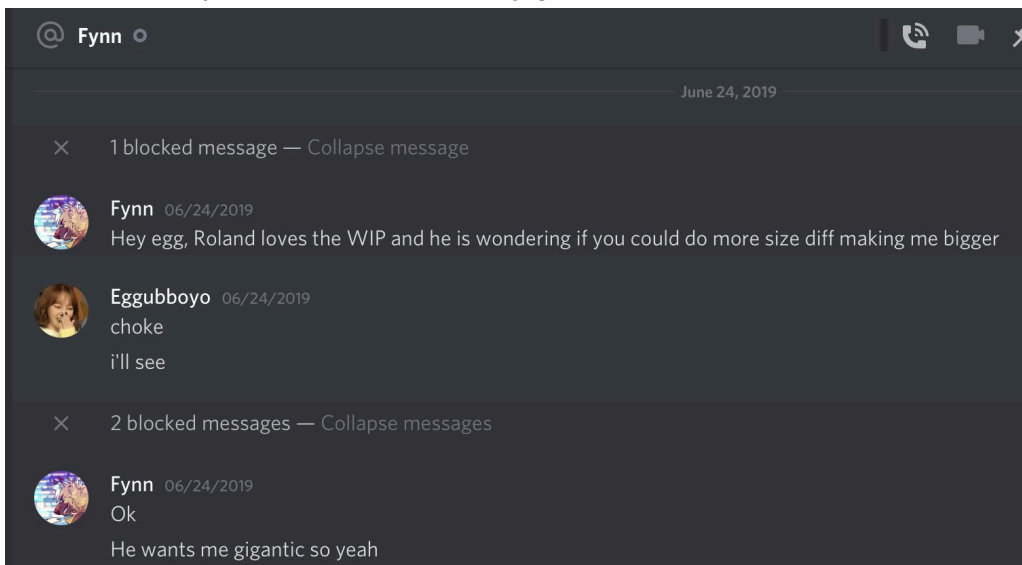 @ Fynn
June 24, 2019
1 blocked message — Collapse message
Fynn 06/24/2019
Hey egg, Roland loves the WIP and he is wondering if you could do more size diff making me bigger
Eggubboyo 06/24/2019
choke
i'll see
2 blocked messages — Collapse messages
Fynn 06/24/2019
Ok
He wants me gigantic so yeah